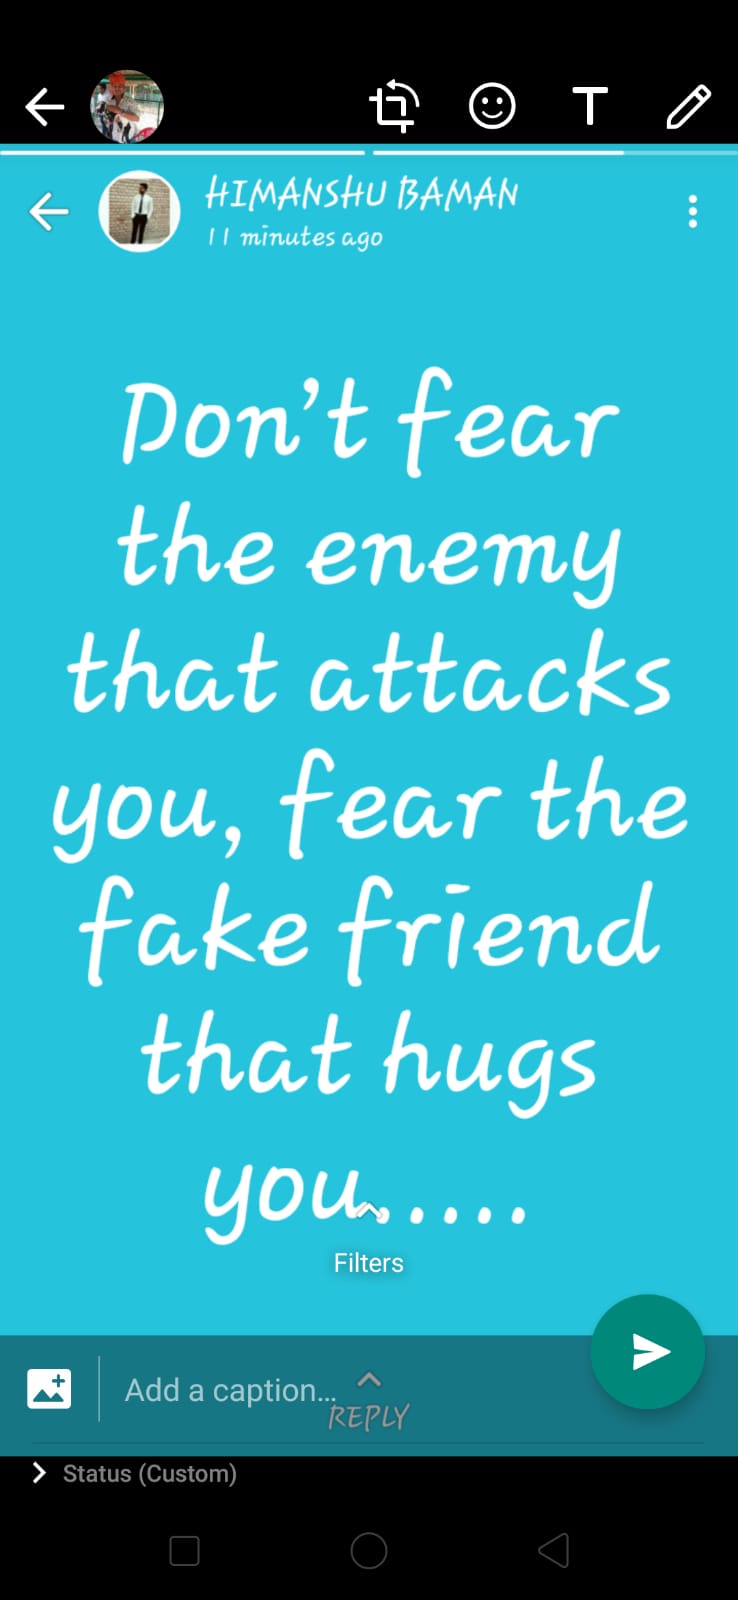 HIMANSHU BAMAN
11 minutes ago
Don't fear
the enemy
that attacks
you, fear the
fake friend
that hugs
you.....
Filters
Add a caption...
REPLY
Status (Custom)